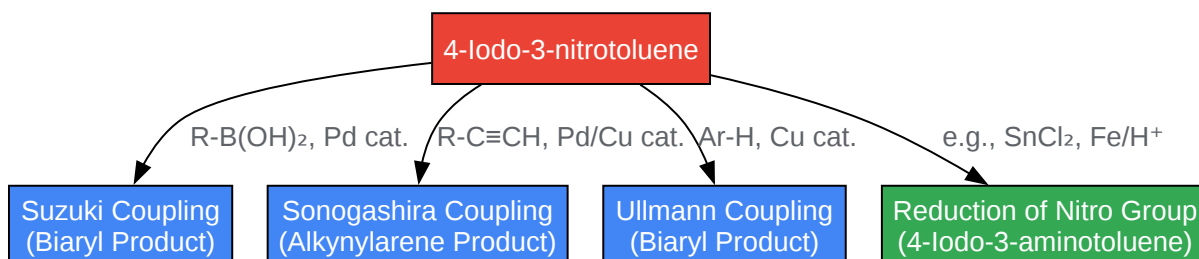 4-Iodo-3-nitrotoluene
R-B(OH)₂, Pd cat.
R-C≡CH, Pd/Cu cat.
Ar-H, Cu cat.
e.g., SnCl₂, Fe/H⁺
Suzuki Coupling
(Biaryl Product)
Sonogashira Coupling
(Alkynylarene Product)
Ullmann Coupling
(Biaryl Product)
Reduction of Nitro Group
(4-Iodo-3-aminotoluene)